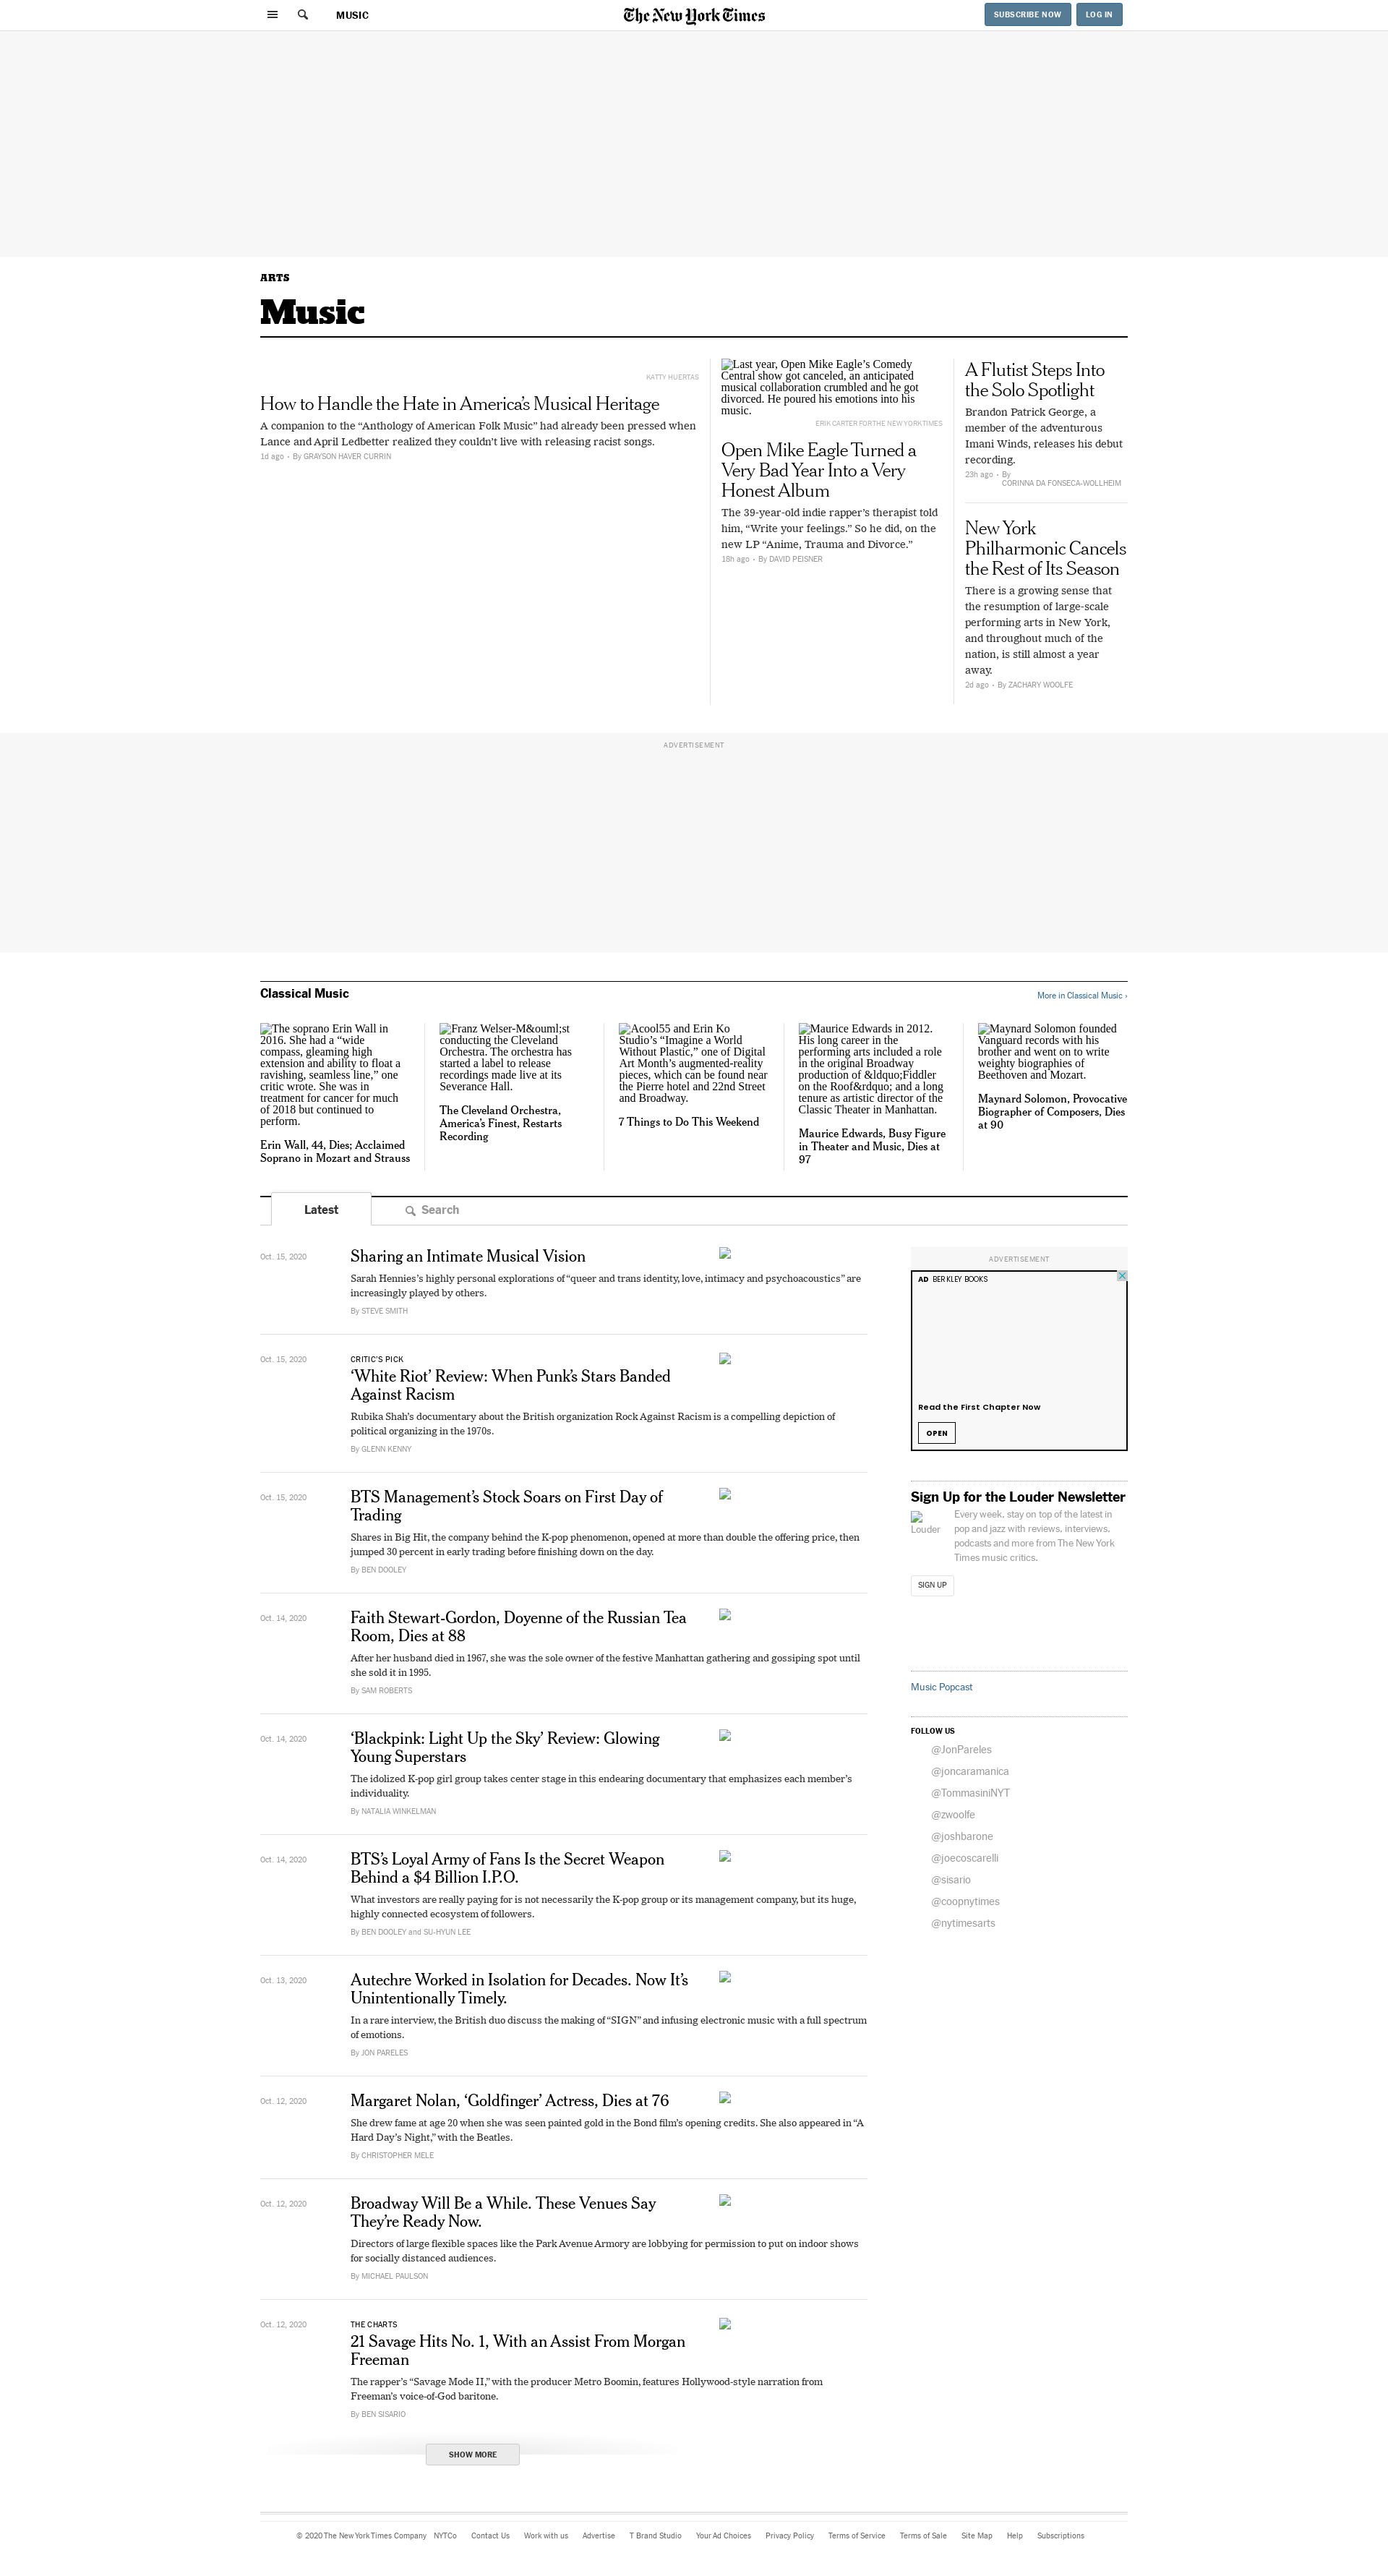 MUSIC
The New York Times
SUBSCRIBE NOW
LOG IN
ARTS
Music
KATTY HUERTAS
How to Handle the Hate in America’s Musical Heritage
A companion to the “Anthology of American Folk Music” had already been pressed when
Lance and April Ledbetter realized they couldn’t live with releasing racist songs.
1d ago • By GRAYSON HAVER CURRIN
Last year, Open Mike Eagle’s Comedy
Central show got canceled, an anticipated
musical collaboration crumbled and he got
divorced. He poured his emotions into his
music.
ERIK CARTER FOR THE NEW YORK TIMES
Open Mike Eagle Turned a
Very Bad Year Into a Very
Honest Album
The 39-year-old indie rapper’s therapist told
him, “Write your feelings.” So he did, on the
new LP “Anime, Trauma and Divorce.”
18h ago • By DAVID PEISNER
A Flutist Steps Into
the Solo Spotlight
Brandon Patrick George, a
member of the adventurous
Imani Winds, releases his debut
recording.
23h ago • By
CORINNA DA FONSECA-WOLLHEIM
New York
Philharmonic Cancels
the Rest of Its Season
There is a growing sense that
the resumption of large-scale
performing arts in New York,
and throughout much of the
nation, is still almost a year
away.
2d ago • By ZACHARY WOOLFE
ADVERTISEMENT
Classical Music
More in Classical Music ›
The soprano Erin Wall in
2016. She had a “wide
compass, gleaming high
extension and ability to float a
ravishing, seamless line,” one
critic wrote. She was in
treatment for cancer for much
of 2018 but continued to
perform.
Erin Wall, 44, Dies; Acclaimed
Soprano in Mozart and Strauss
Franz Welser-M&ouml;st
conducting the Cleveland
Orchestra. The orchestra has
started a label to release
recordings made live at its
Severance Hall.
The Cleveland Orchestra,
America’s Finest, Restarts
Recording
Acool55 and Erin Ko
Studio’s “Imagine a World
Without Plastic,” one of Digital
Art Month’s augmented-reality
pieces, which can be found near
the Pierre hotel and 22nd Street
and Broadway.
7 Things to Do This Weekend
Maurice Edwards in 2012.
His long career in the
performing arts included a role
in the original Broadway
production of &ldquo;Fiddler
on the Roof&rdquo; and a long
tenure as artistic director of the
Classic Theater in Manhattan.
Maurice Edwards, Busy Figure
in Theater and Music, Dies at
97
Maynard Solomon founded
Vanguard records with his
brother and went on to write
weighty biographies of
Beethoven and Mozart.
Maynard Solomon, Provocative
Biographer of Composers, Dies
at 90
Latest
Search
Oct. 15, 2020
Sharing an Intimate Musical Vision
Sarah Hennies’s highly personal explorations of “queer and trans identity, love, intimacy and psychoacoustics” are
increasingly played by others.
By STEVE SMITH
Oct. 15, 2020
CRITIC’S PICK
‘White Riot’ Review: When Punk’s Stars Banded
Against Racism
Rubika Shah’s documentary about the British organization Rock Against Racism is a compelling depiction of
political organizing in the 1970s.
By GLENN KENNY
Oct. 15, 2020
BTS Management’s Stock Soars on First Day of
Trading
Shares in Big Hit, the company behind the K-pop phenomenon, opened at more than double the offering price, then
jumped 30 percent in early trading before finishing down on the day.
By BEN DOOLEY
Oct. 14, 2020
Faith Stewart-Gordon, Doyenne of the Russian Tea
Room, Dies at 88
After her husband died in 1967, she was the sole owner of the festive Manhattan gathering and gossiping spot until
she sold it in 1995.
By SAM ROBERTS
Oct. 14, 2020
‘Blackpink: Light Up the Sky’ Review: Glowing
Young Superstars
The idolized K-pop girl group takes center stage in this endearing documentary that emphasizes each member’s
individuality.
By NATALIA WINKELMAN
Oct. 14, 2020
BTS’s Loyal Army of Fans Is the Secret Weapon
Behind a $4 Billion I.P.O.
What investors are really paying for is not necessarily the K-pop group or its management company, but its huge,
highly connected ecosystem of followers.
By BEN DOOLEY and SU-HYUN LEE
Oct. 13, 2020
Autechre Worked in Isolation for Decades. Now It’s
Unintentionally Timely.
In a rare interview, the British duo discuss the making of “SIGN” and infusing electronic music with a full spectrum
of emotions.
By JON PARELES
Oct. 12, 2020
Margaret Nolan, ‘Goldfinger’ Actress, Dies at 76
She drew fame at age 20 when she was seen painted gold in the Bond film’s opening credits. She also appeared in “A
Hard Day’s Night,” with the Beatles.
By CHRISTOPHER MELE
Oct. 12, 2020
Broadway Will Be a While. These Venues Say
They’re Ready Now.
Directors of large flexible spaces like the Park Avenue Armory are lobbying for permission to put on indoor shows
for socially distanced audiences.
By MICHAEL PAULSON
Oct. 12, 2020
THE CHARTS
21 Savage Hits No. 1, With an Assist From Morgan
Freeman
The rapper’s “Savage Mode II,” with the producer Metro Boomin, features Hollywood-style narration from
Freeman’s voice-of-God baritone.
By BEN SISARIO
SHOW MORE
ADVERTISEMENT
AD BERKLEY BOOKS
Read the First Chapter Now
OPEN
Sign Up for the Louder Newsletter
Louder
Every week, stay on top of the latest in
pop and jazz with reviews, interviews,
podcasts and more from The New York
Times music critics.
SIGN UP
Music Popcast
FOLLOW US
@JonPareles
@joncaramanica
@TommasiniNYT
@zwoolfe
@joshbarone
@joecoscarelli
@sisario
@coopnytimes
@nytimesarts
© 2020 The New York Times Company NYTCo Contact Us Work with us Advertise T Brand Studio Your Ad Choices Privacy Policy Terms of Service Terms of Sale Site Map Help Subscriptions